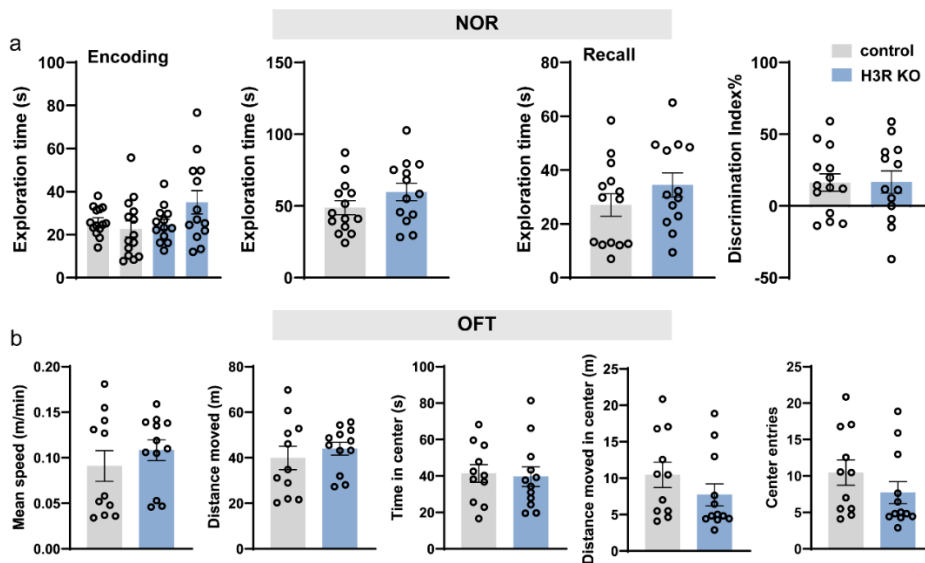 NOR
a
Encoding
Exploration time (s)
100
80
60
40
20
0
Exploration time (s)
150
100
50
0
Recall
Exploration time (s)
80
60
40
20
0
Discrimination Index%
100
50
0
-50
control
H3R KO
OFT
b
Mean speed (m/min)
0.20
0.15
0.10
0.05
0.00
Distance moved (m)
80
60
40
20
0
Time in center (s)
100
80
60
40
20
0
Distance moved in center (m)
25
20
15
10
5
0
Center entries
25
20
15
10
5
0